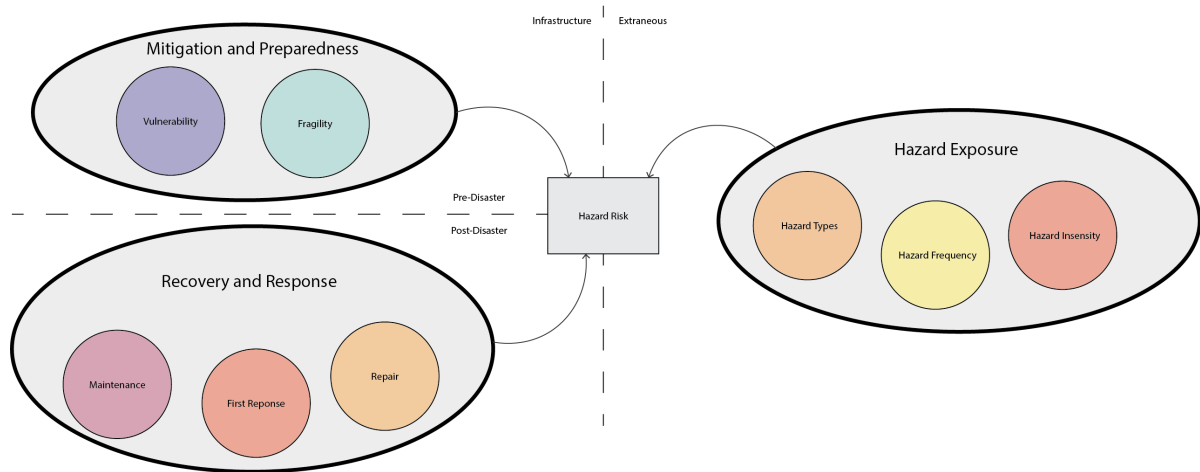 Infrastructure
Extraneous
Mitigation and Preparedness
Vulnerability
Fragility
Hazard Exposure
Hazard Types
Hazard Frequency
Hazard Insensity
Pre-Disaster
Post-Disaster
Hazard Risk
Recovery and Response
Maintenance
First Reponse
Repair